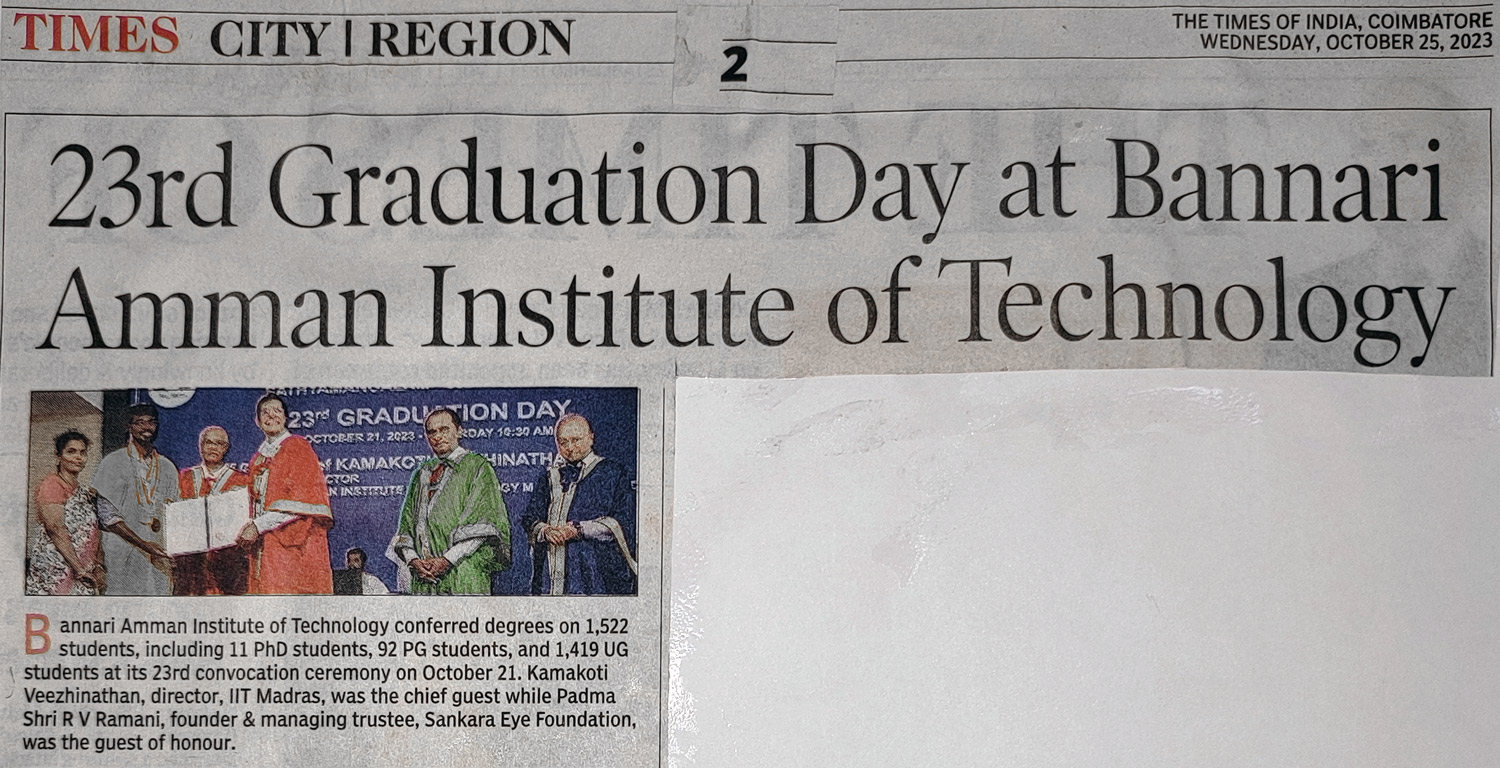 TIMES CITY | REGION
2
THE TIMES OF INDIA, COIMBATORE
WEDNESDAY, OCTOBER 25, 2023
23rd Graduation Day at Bannari
Amman Institute of Technology
23rd GRADUATION DAY
OCTOBER 21, 2023 -
10:30 AM
Bannari Amman Institute of Technology conferred degrees on 1,522
students, including 11 PhD students, 92 PG students, and 1,419 UG
students at its 23rd convocation ceremony on October 21. Kamakoti
Veezhinathan, director, IIT Madras, was the chief guest while Padma
Shri R V Ramani, founder & managing trustee, Sankara Eye Foundation,
was the guest of honour.